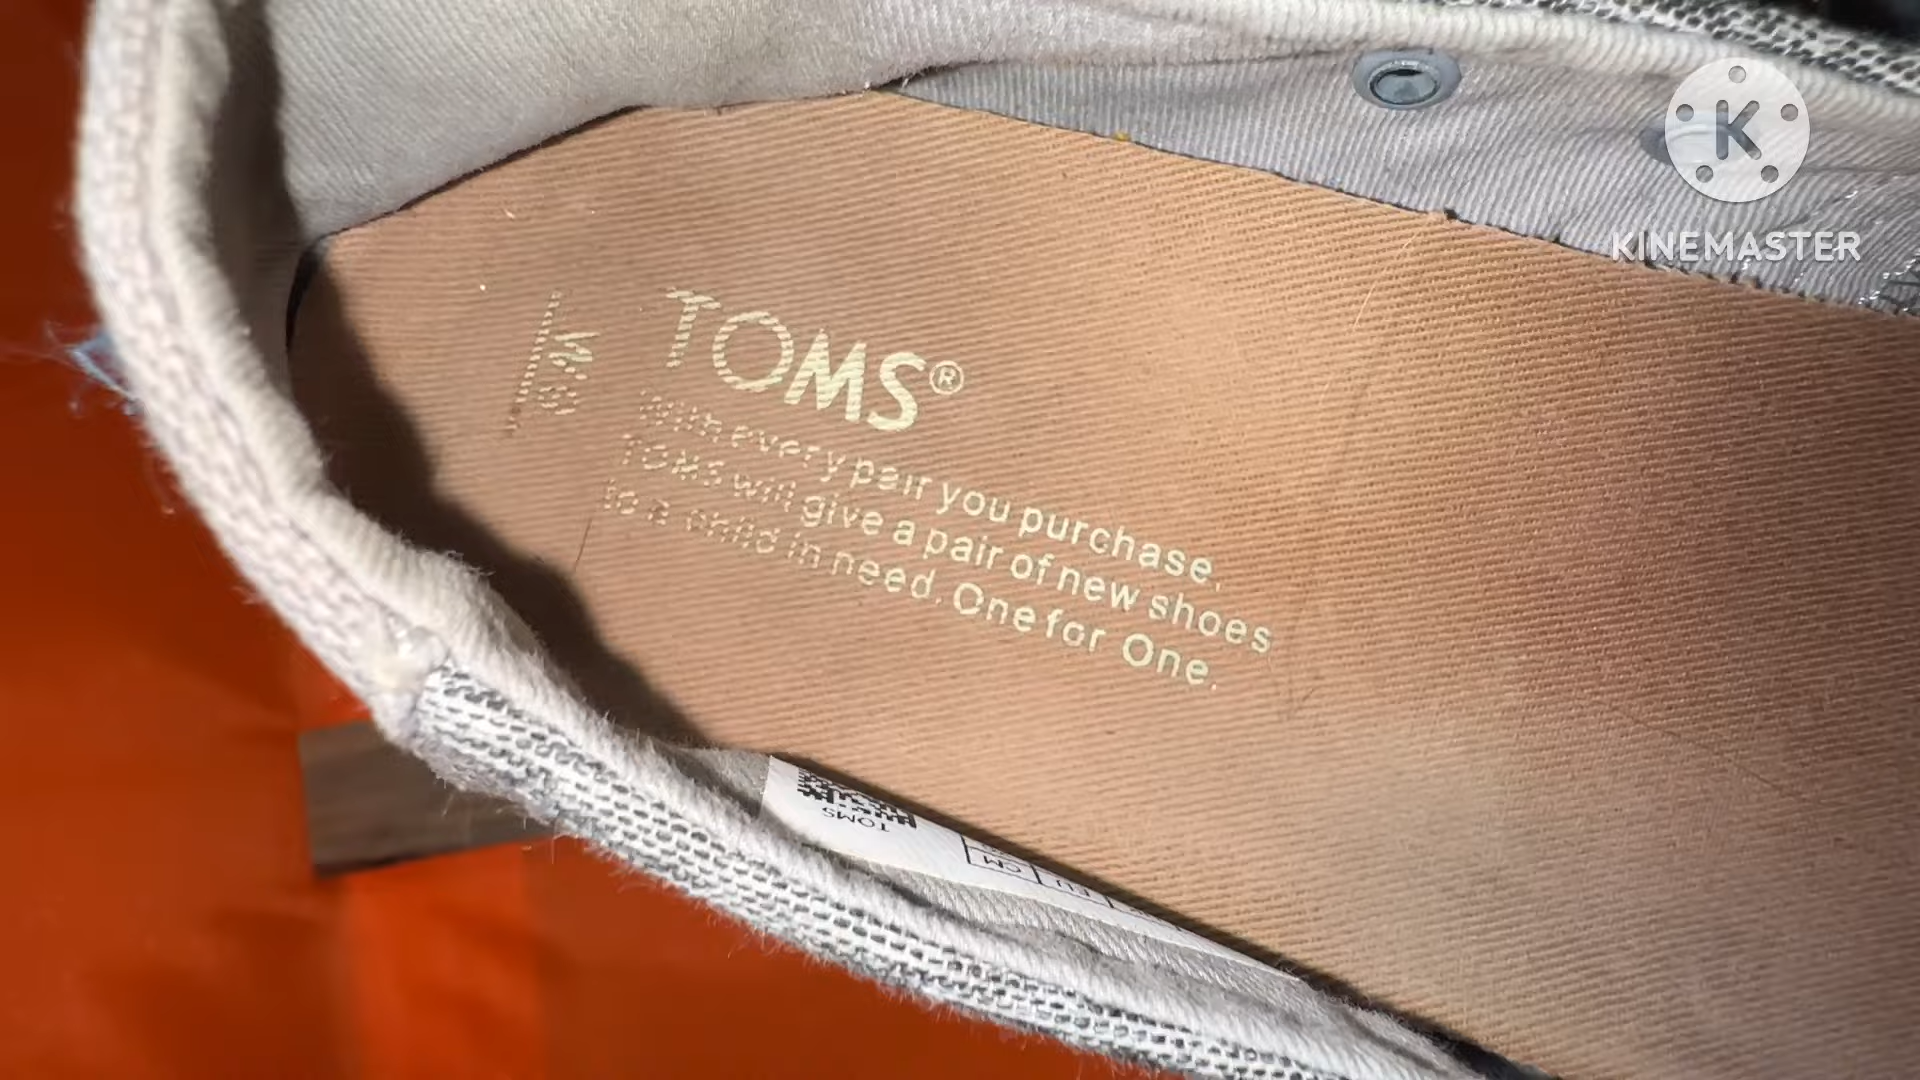 TOMS®
With every pair you purchase,
TOMS will give a pair of new shoes
to a child in need. One for One.
TOMS
CM
EU
K
KINEMASTER